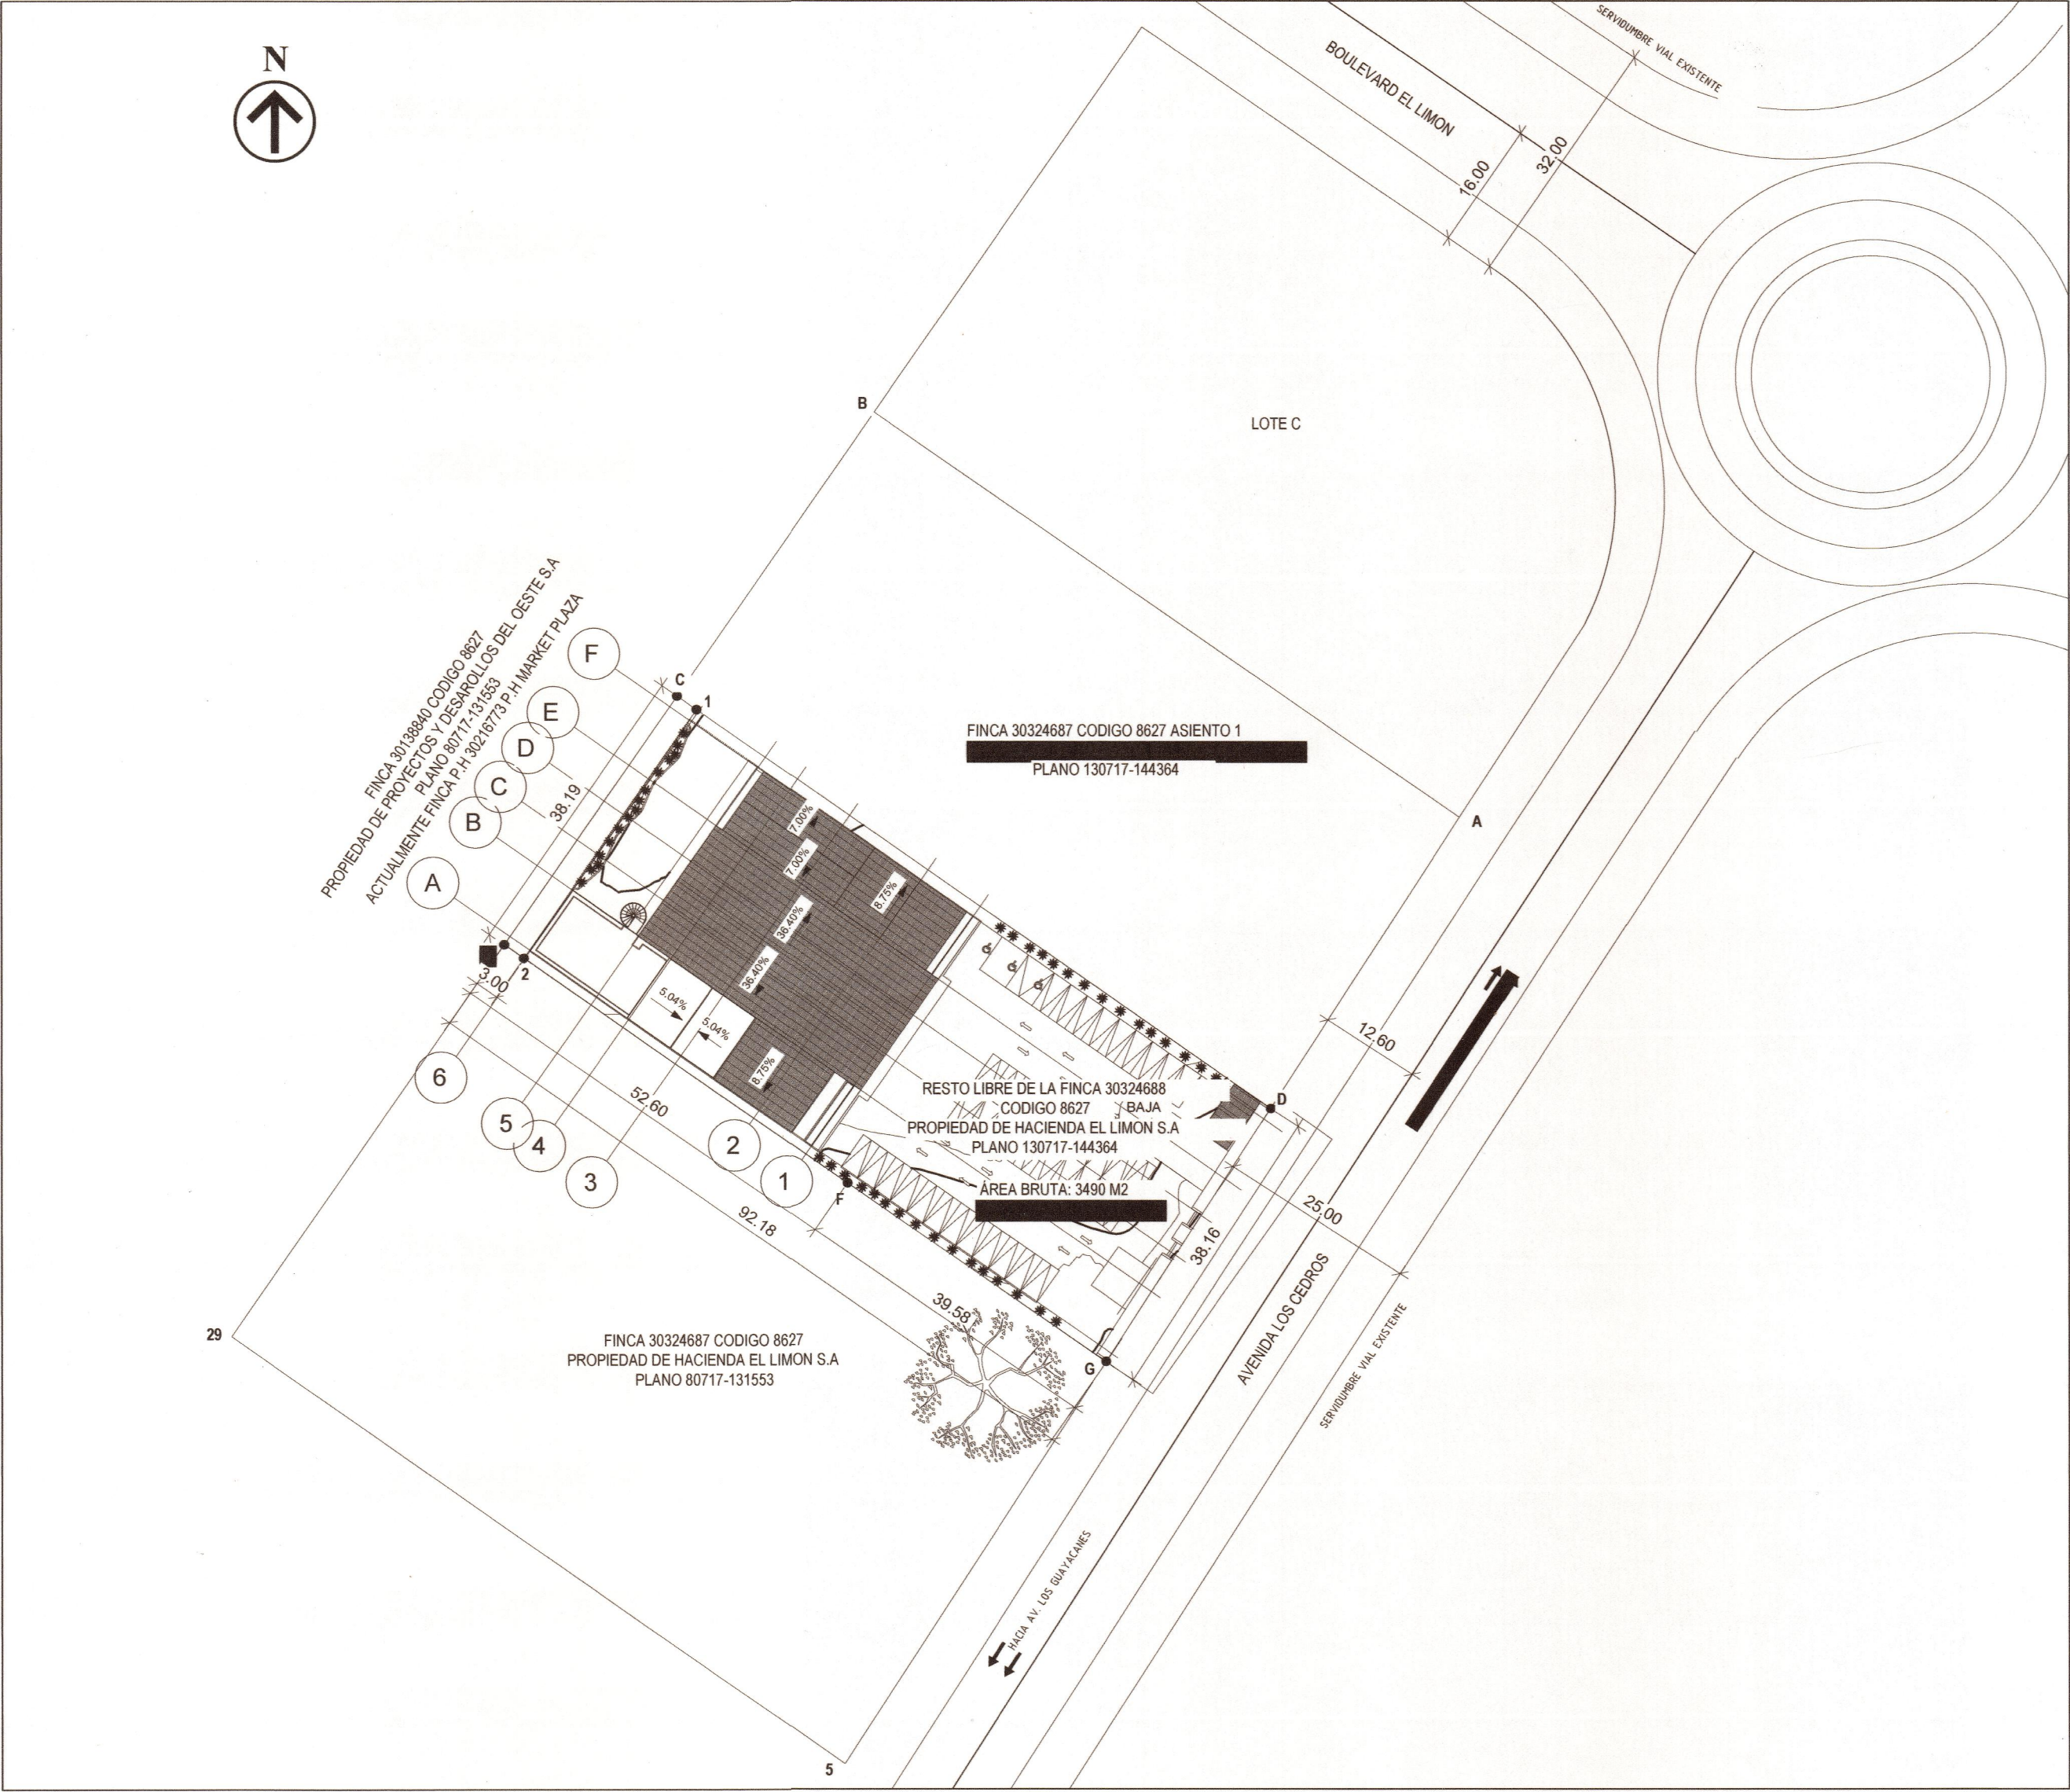 N
SERVIDUMBRE VIAL EXISTENTE
BOULEVARD EL LIMON
16.00
32.00
B
LOTE C
FINCA 30138840 CODIGO 8627
PROPIEDAD DE PROYECTOS Y DESAROLLOS DEL OESTE S.A
PLANO 80717-131553
ACTUALMENTE FINCA P.H 30216773 P.H MARKET PLAZA
F
E
D
C
B
A
C
1
38.19
FINCA 30324687 CODIGO 8627 ASIENTO 1
PLANO 130717-144364
A
7.00%
7.00%
8.75%
36.40%
36.40%
5.04%
5.04%
8.75%
2
3.00
6
5
4
3
2
1
52.60
92.18
39.58
RESTO LIBRE DE LA FINCA 30324688
CODIGO 8627
BAJA
PROPIEDAD DE HACIENDA EL LIMON S.A
PLANO 130717-144364
ÁREA BRUTA: 3490 M2
D
12.60
25.00
38.16
F
G
AVENIDA LOS CEDROS
SERVIDUMBRE VIAL EXISTENTE
29
FINCA 30324687 CODIGO 8627
PROPIEDAD DE HACIENDA EL LIMON S.A
PLANO 80717-131553
HACIA AV. LOS GUAYACANES
5